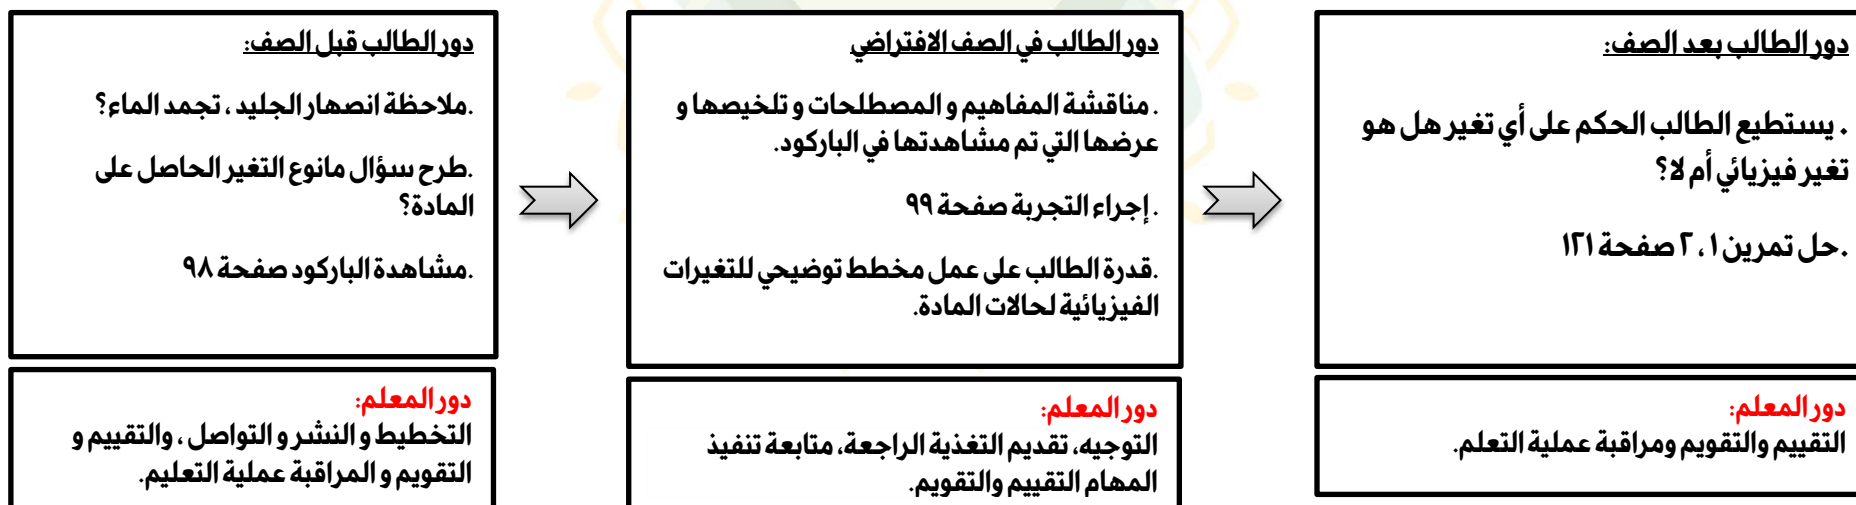 دور الطالب قبل الصف:
.ملاحظة انصهار الجليد ، تجمد الماء؟
.طرح سؤال مانوع التغير الحاصل على
المادة؟
.مشاهدة الباركود صفحة ٩٨
دور المعلم:
التخطيط و النشر و التواصل ، والتقييم و
التقويم و المراقبة عملية التعليم.
دور الطالب في الصف الافتراضي
. مناقشة المفاهيم و المصطلحات و تلخيصها و
عرضها التي تم مشاهدتها في الباركود.
. إجراء التجربة صفحة ٩٩
.قدرة الطالب على عمل مخطط توضيحي للتغيرات
الفيزيائية لحالات المادة.
دور المعلم:
التوجيه، تقديم التغذية الراجعة، متابعة تنفيذ
المهام التقييم والتقويم.
دور الطالب بعد الصف:
. يستطيع الطالب الحكم على أي تغير هل هو
تغير فيزيائي أم لا؟
.حل تمرين ١ ، ٢ صفحة ١٢١
دور المعلم:
التقييم والتقويم ومراقبة عملية التعلم.